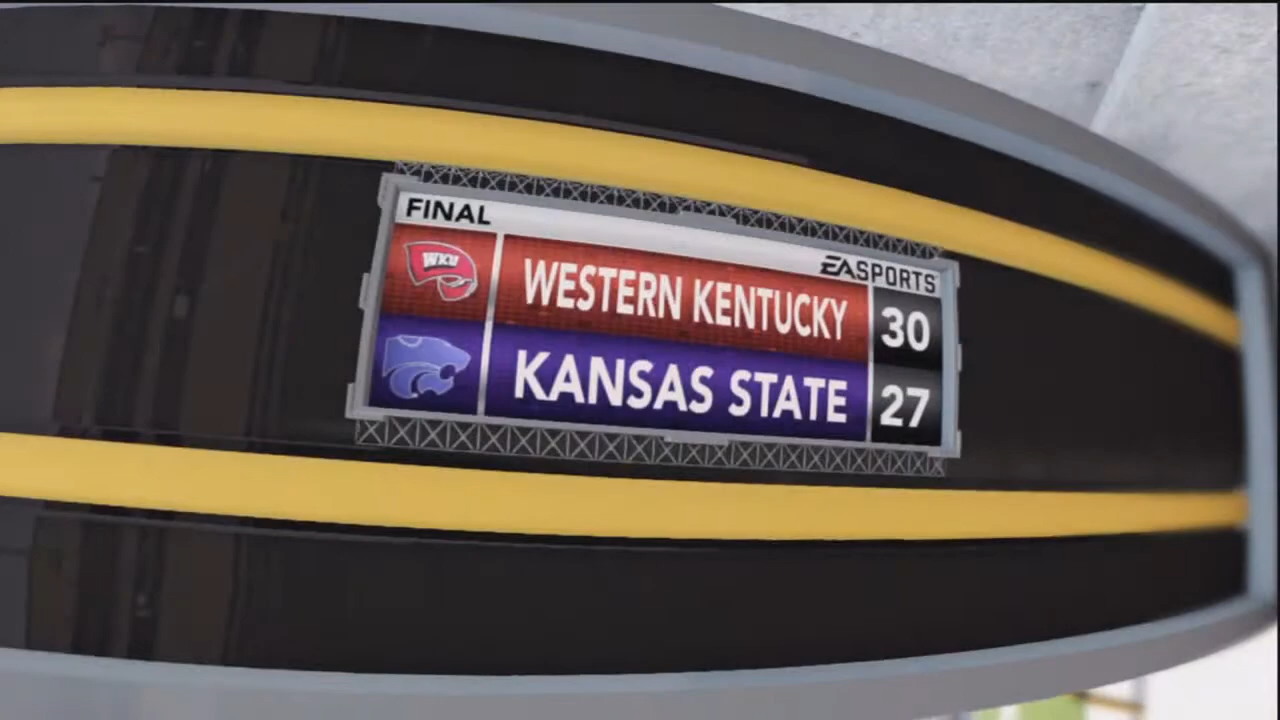 FINAL
EA SPORTS
WKU
WESTERN KENTUCKY 30
KANSAS STATE 27